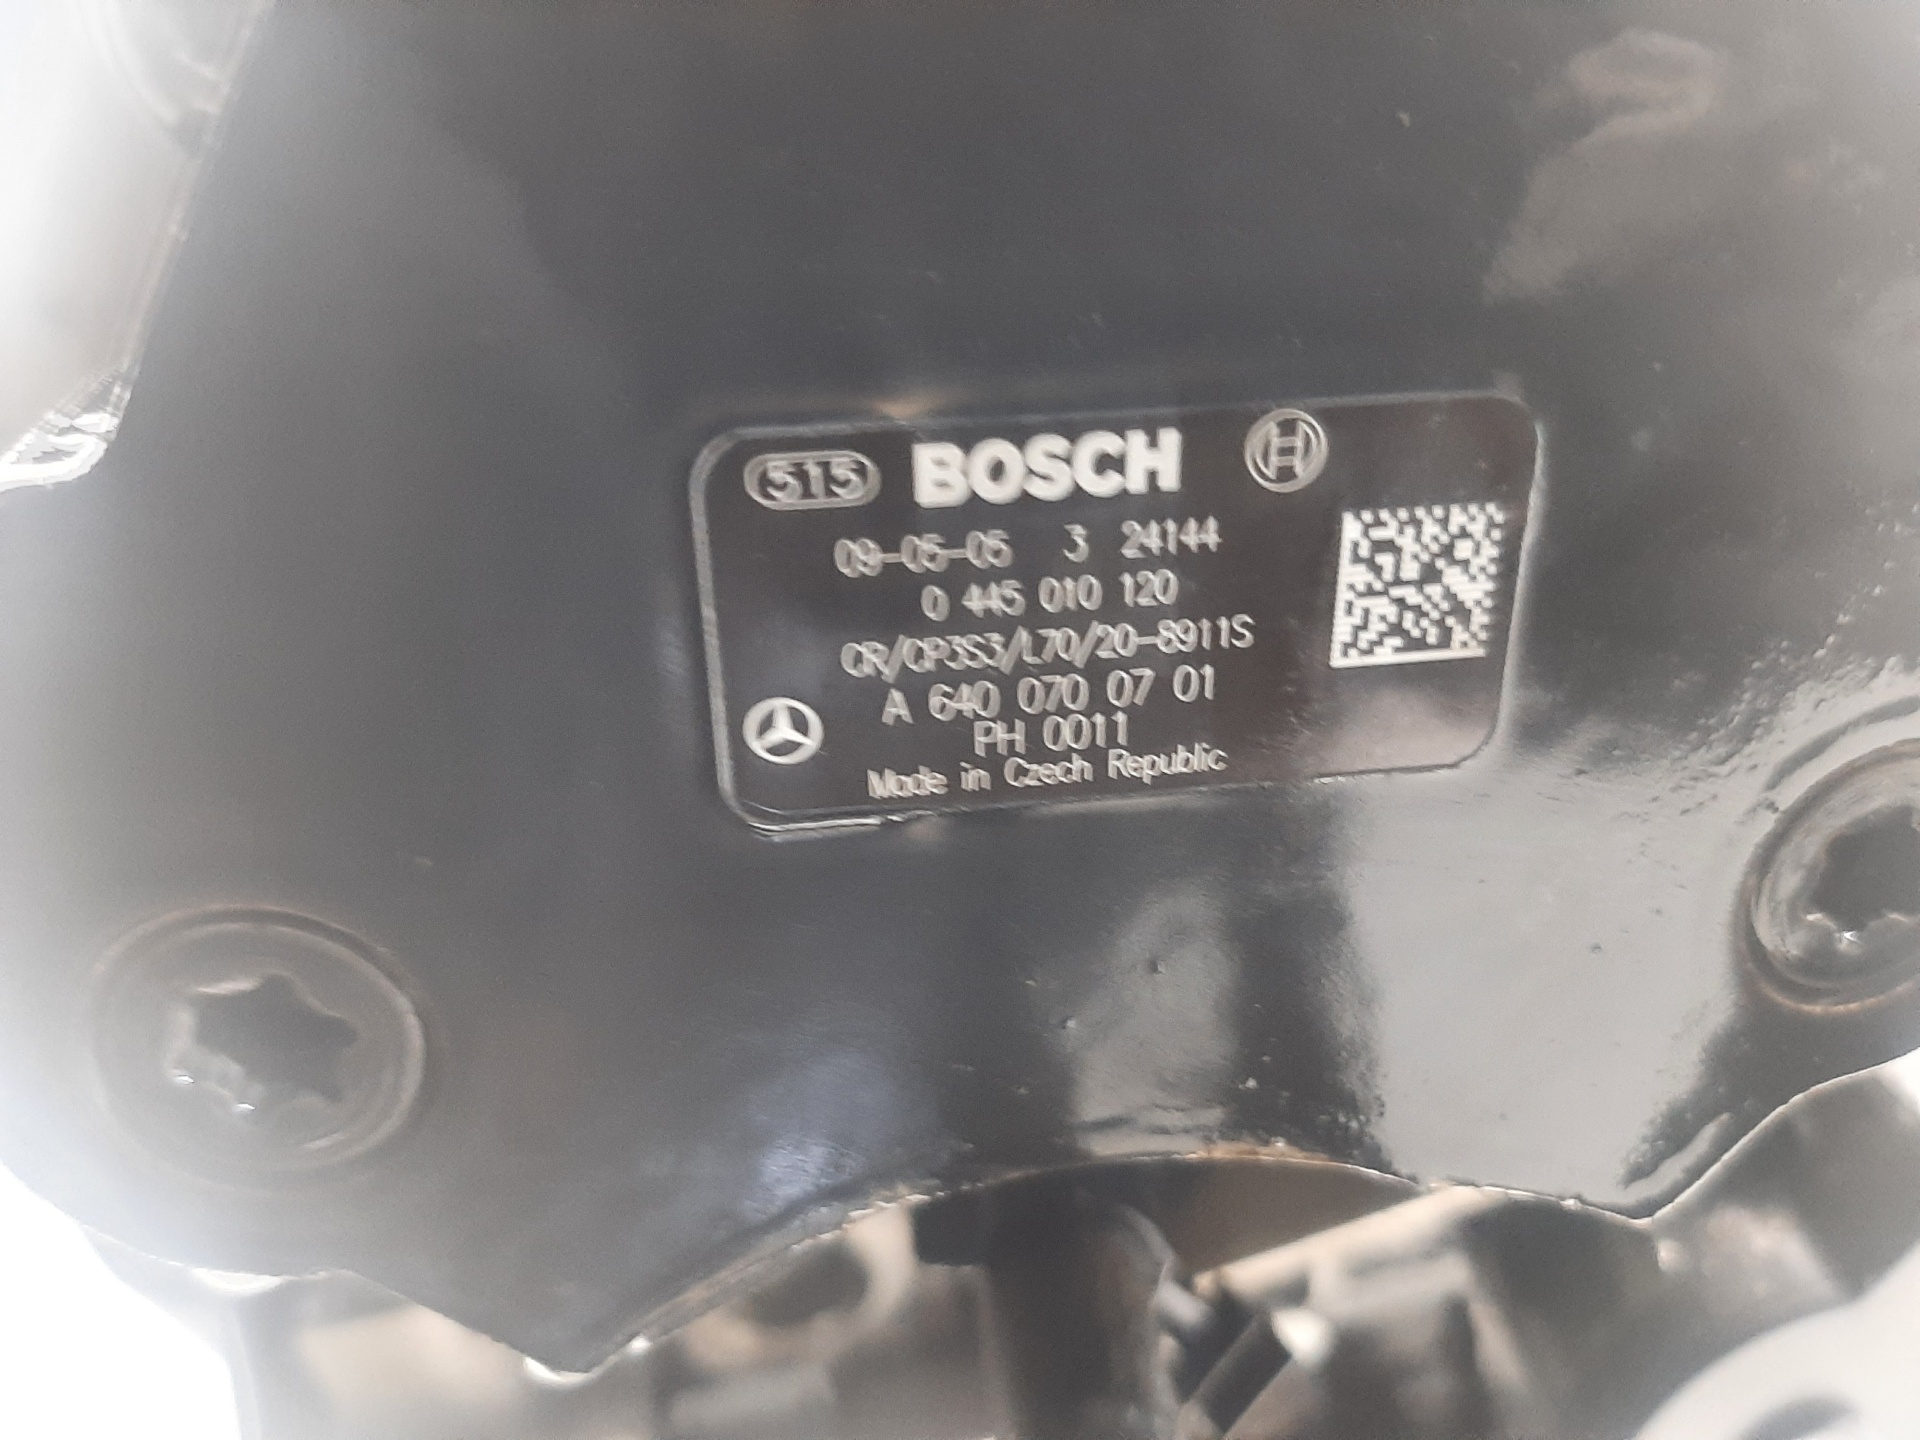 515 BOSCH
09-05-05 3 24144
0 445 010 120
CR/CP3S3/L70/20-8911S
A 640 070 07 01
PH 0011
Made in Czech Republic